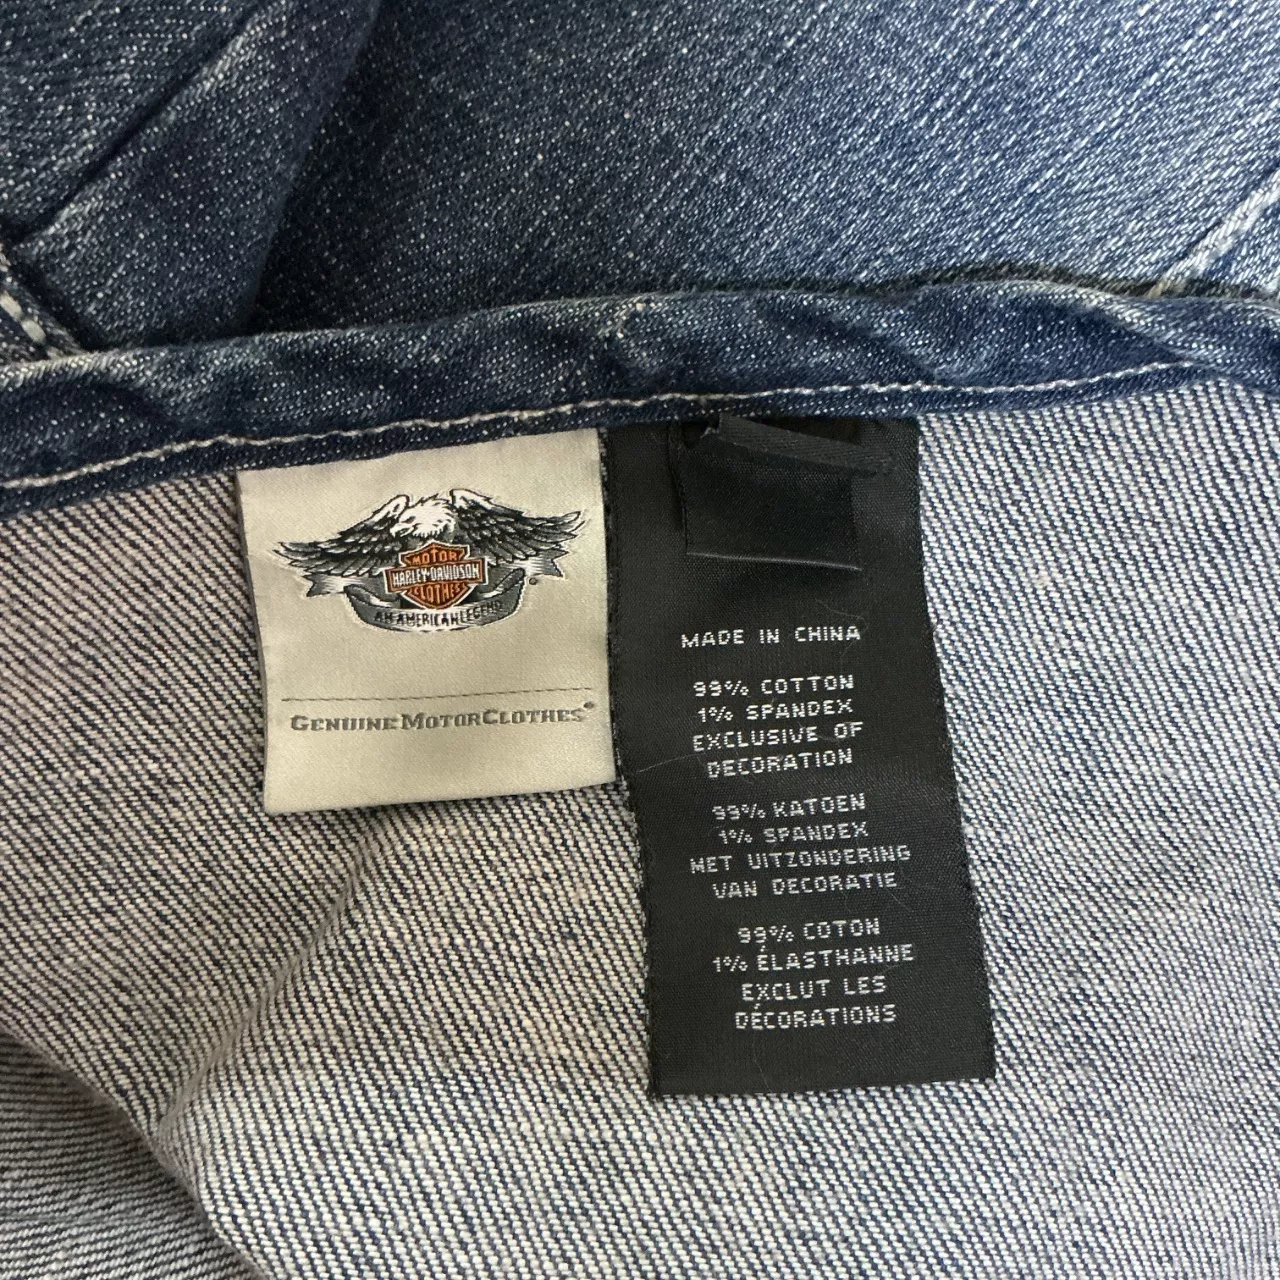 MOTOR
HARLEY-DAVIDSON
CLOTHES
AN AMERICAN LEGEND
GENUINE MOTORCLOTHES®
MADE IN CHINA
99% COTTON
1% SPANDEX
EXCLUSIVE OF
DECORATION
99% KATOEN
1% SPANDEX
MET UITZONDERING
VAN DECORATIE
99% COTON
1% ÉLASTHANNE
EXCLUT LES
DÉCORATIONS